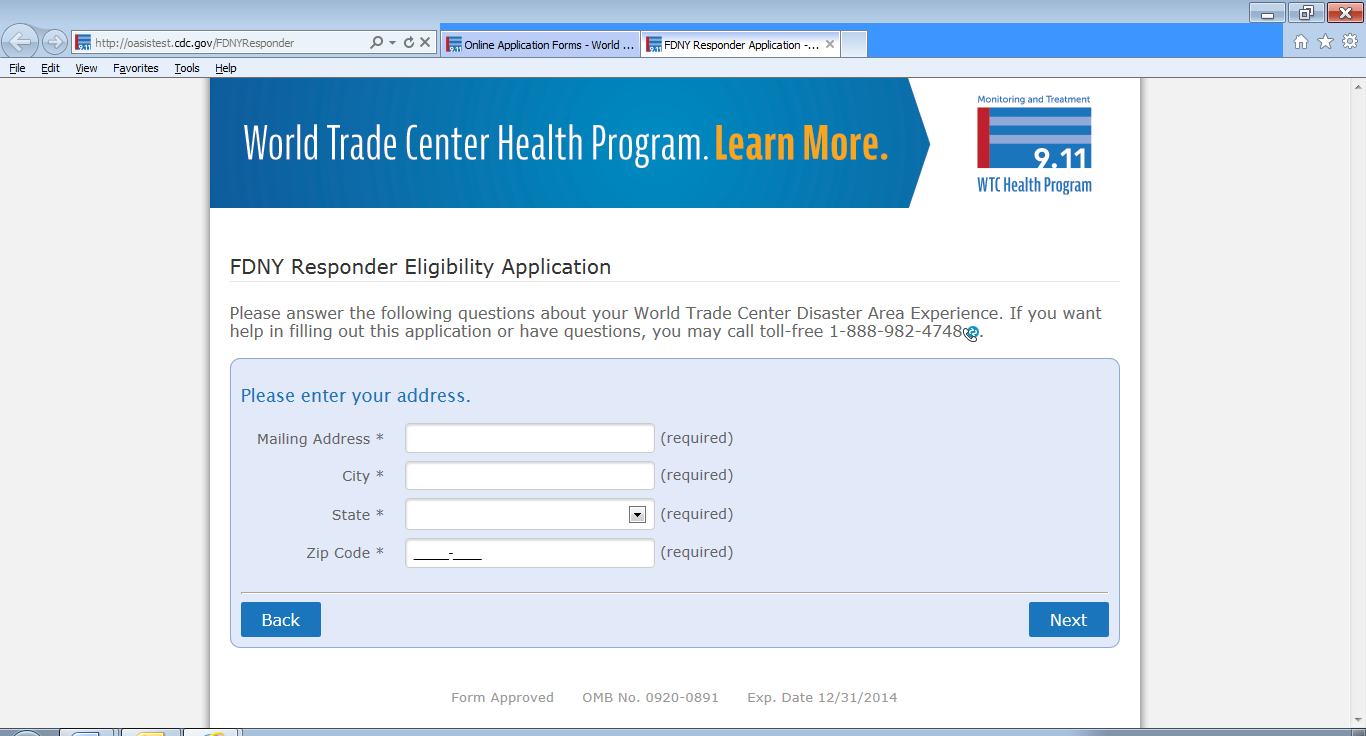 http://oasistest.cdc.gov/FDNYResponder
Online Application Forms - World ...
FDNY Responder Application -...
File Edit View Favorites Tools Help
World Trade Center Health Program. Learn More.
Monitoring and Treatment
9.11
WTC Health Program
FDNY Responder Eligibility Application
Please answer the following questions about your World Trade Center Disaster Area Experience. If you want
help in filling out this application or have questions, you may call toll-free 1-888-982-4748.
Please enter your address.
Mailing Address * (required)
City * (required)
State * (required)
Zip Code * _____-____ (required)
Back Next
Form Approved OMB No. 0920-0891 Exp. Date 12/31/2014